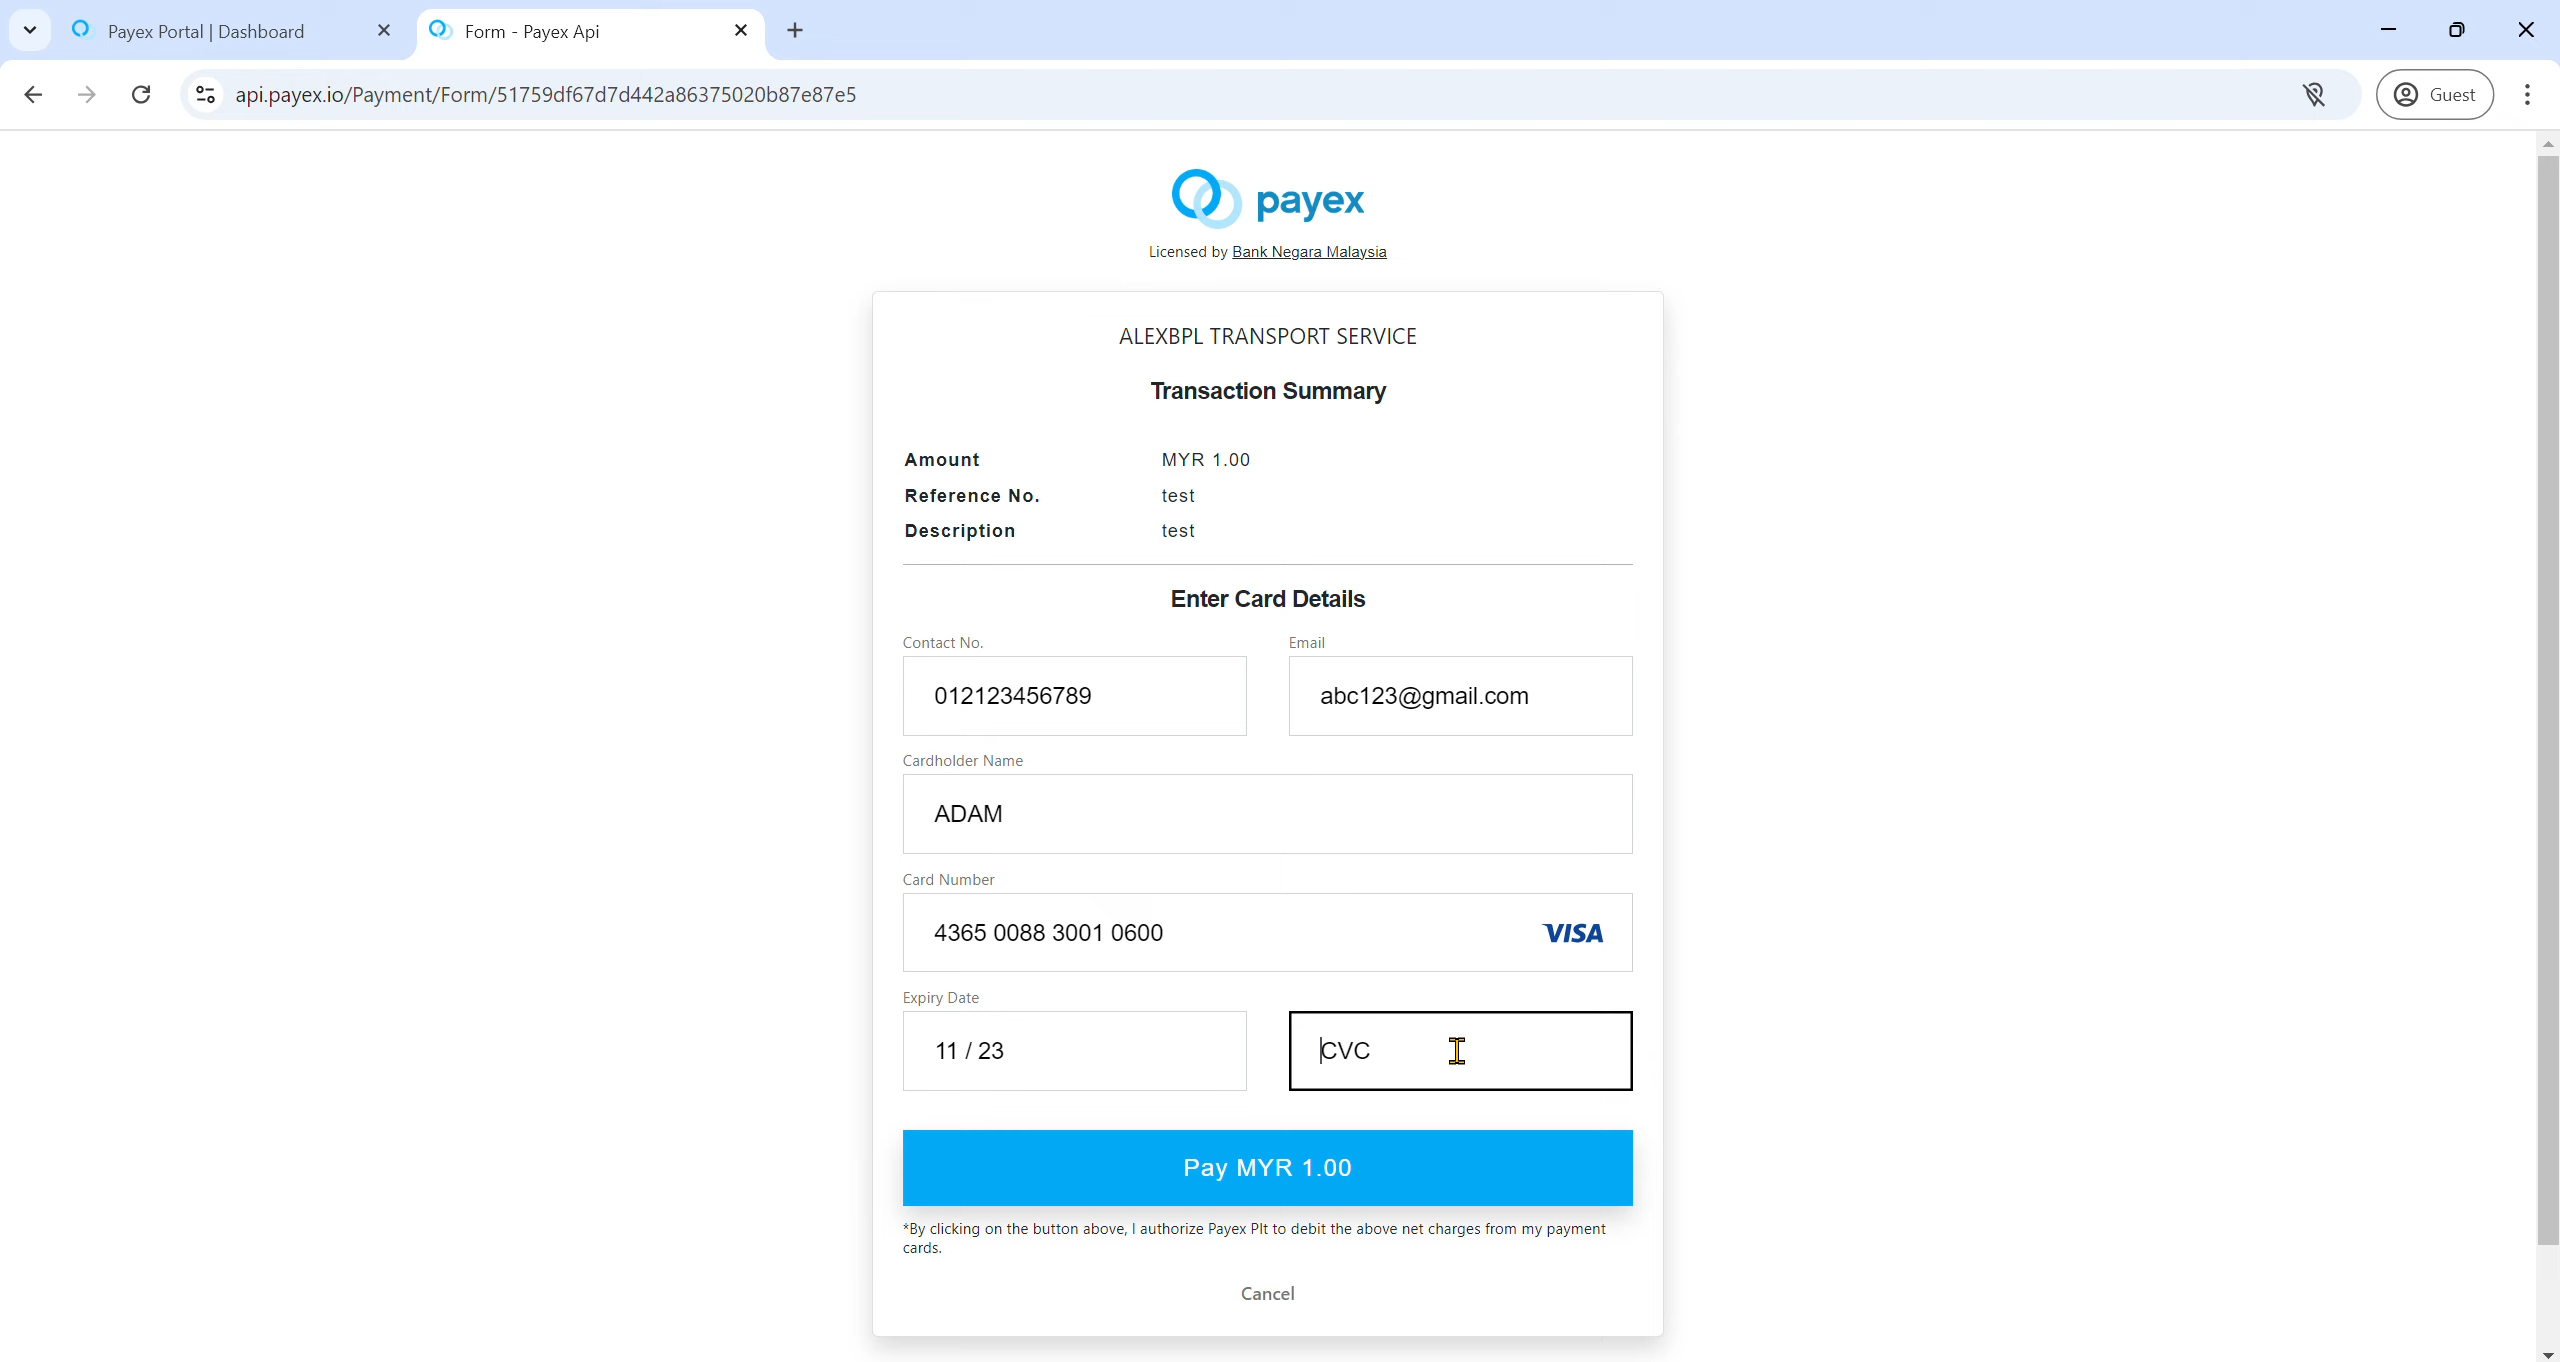 Payex Portal | Dashboard
Form - Payex Api
api.payex.io/Payment/Form/51759df67d7d442a86375020b87e87e5
Guest
payex
Licensed by Bank Negara Malaysia
ALEXBPL TRANSPORT SERVICE
Transaction Summary
Amount MYR 1.00
Reference No. test
Description test
Enter Card Details
Contact No. Email
012123456789 abc123@gmail.com
Cardholder Name
ADAM
Card Number
4365 0088 3001 0600 VISA
Expiry Date
11 / 23 CVC
Pay MYR 1.00
*By clicking on the button above, I authorize Payex Plt to debit the above net charges from my payment
cards.
Cancel